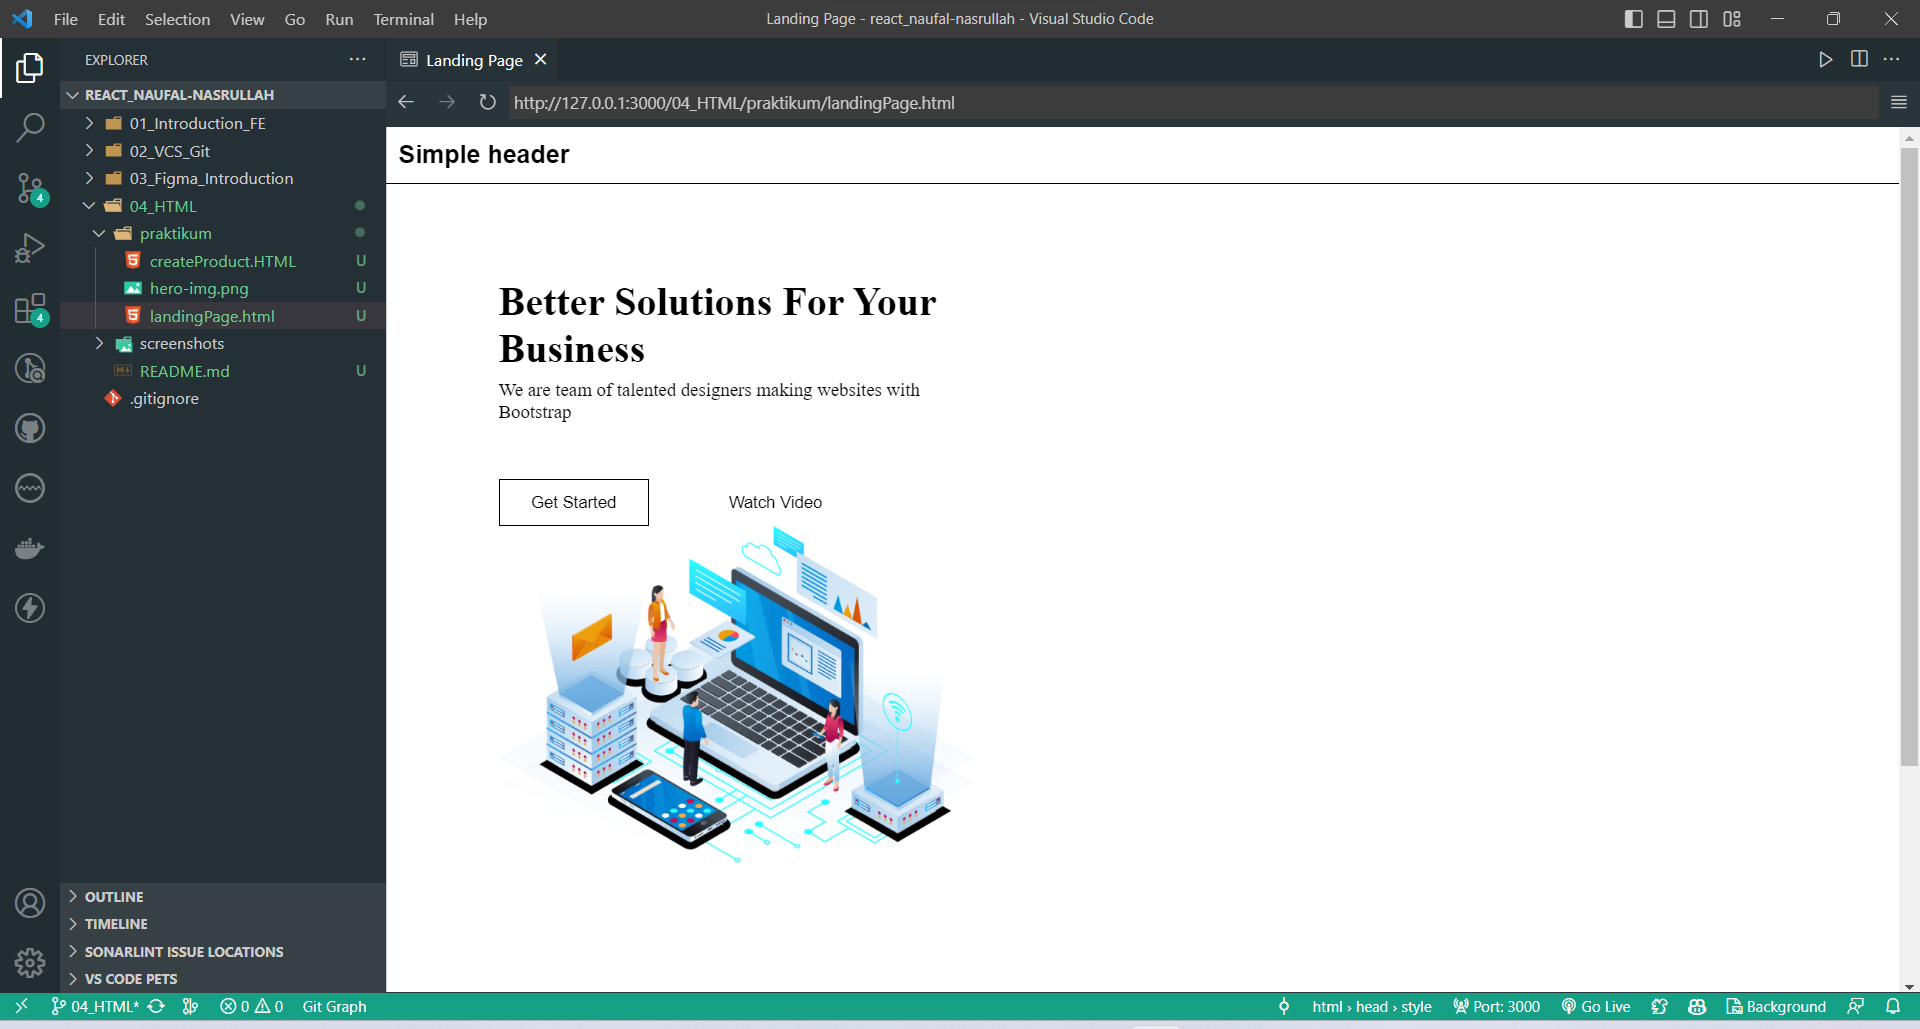 File Edit Selection View Go Run Terminal Help
Landing Page - react_naufal-nasrullah - Visual Studio Code
EXPLORER
Landing Page
REACT_NAUFAL-NASRULLAH
http://127.0.0.1:3000/04_HTML/praktikum/landingPage.html
01_Introduction_FE
02_VCS_Git
03_Figma_Introduction
04_HTML
praktikum
createProduct.HTML U
hero-img.png U
landingPage.html U
screenshots
README.md U
.gitignore
4
4
Simple header
Better Solutions For Your
Business
We are team of talented designers making websites with
Bootstrap
Get Started
Watch Video
OUTLINE
TIMELINE
SONARLINT ISSUE LOCATIONS
VS CODE PETS
04_HTML* 0 0 Git Graph
html › head › style Port: 3000 Go Live Background